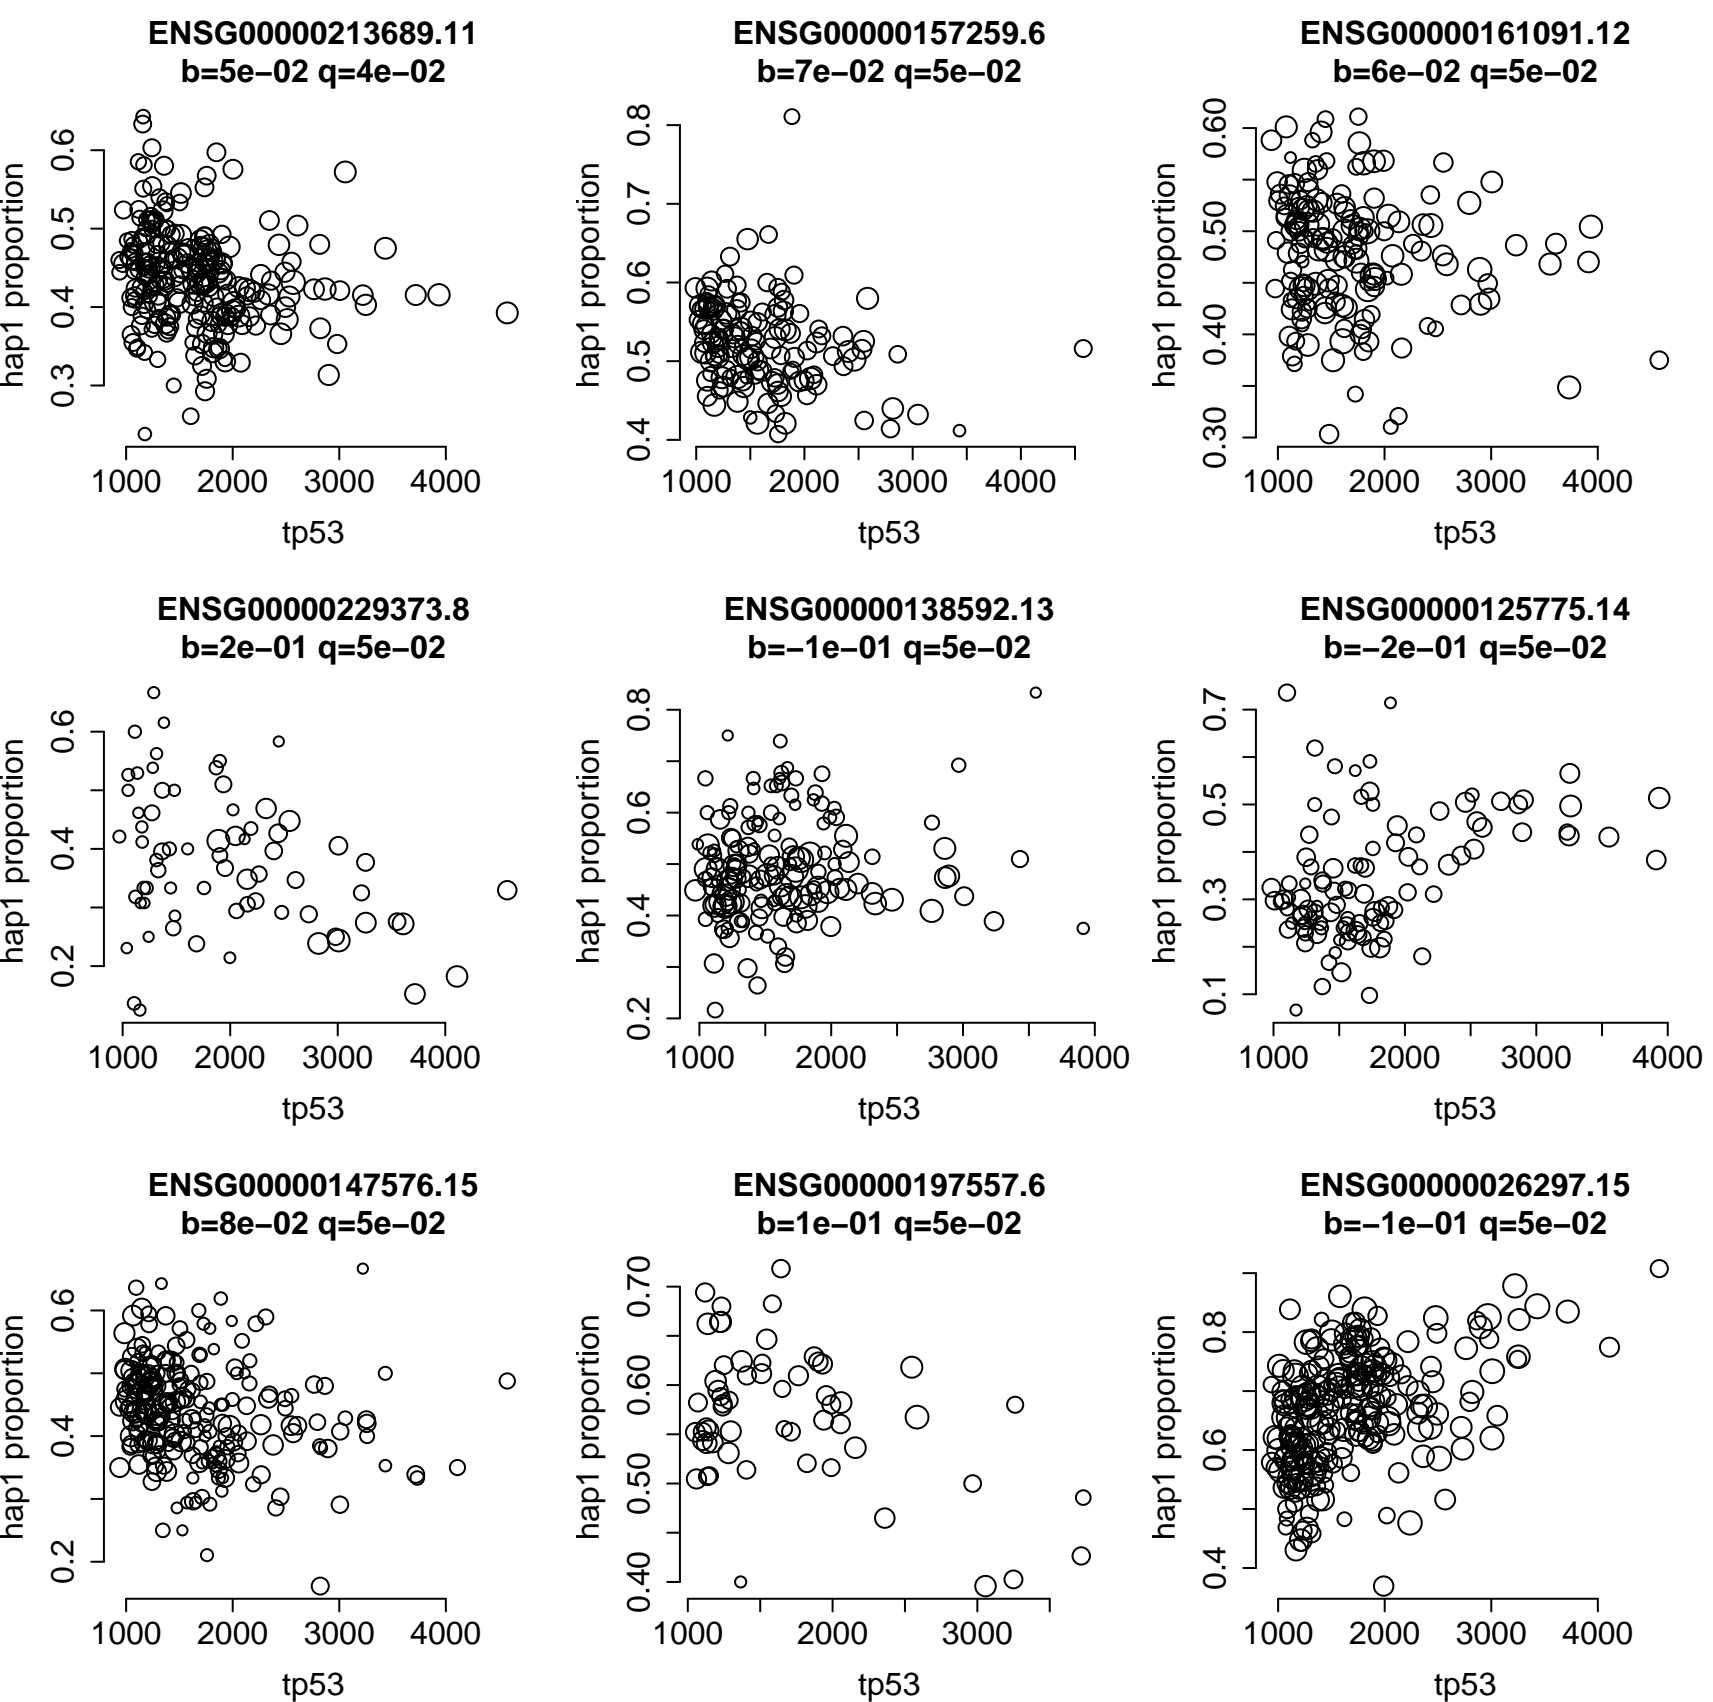 ENSG00000213689.11
b=5e−02 q=4e−02
hap1 proportion
0.3 0.4 0.5 0.6
1000 2000 3000 4000
tp53
ENSG00000157259.6
b=7e−02 q=5e−02
hap1 proportion
0.4 0.5 0.6 0.7 0.8
1000 2000 3000 4000
tp53
ENSG00000161091.12
b=6e−02 q=5e−02
hap1 proportion
0.30 0.40 0.50 0.60
1000 2000 3000 4000
tp53
ENSG00000229373.8
b=2e−01 q=5e−02
hap1 proportion
0.2 0.4 0.6
1000 2000 3000 4000
tp53
ENSG00000138592.13
b=−1e−01 q=5e−02
hap1 proportion
0.2 0.4 0.6 0.8
1000 2000 3000 4000
tp53
ENSG00000125775.14
b=−2e−01 q=5e−02
hap1 proportion
0.1 0.3 0.5 0.7
1000 2000 3000 4000
tp53
ENSG00000147576.15
b=8e−02 q=5e−02
hap1 proportion
0.2 0.4 0.6
1000 2000 3000 4000
tp53
ENSG00000197557.6
b=1e−01 q=5e−02
hap1 proportion
0.40 0.50 0.60 0.70
1000 2000 3000
tp53
ENSG00000026297.15
b=−1e−01 q=5e−02
hap1 proportion
0.4 0.6 0.8
1000 2000 3000 4000
tp53